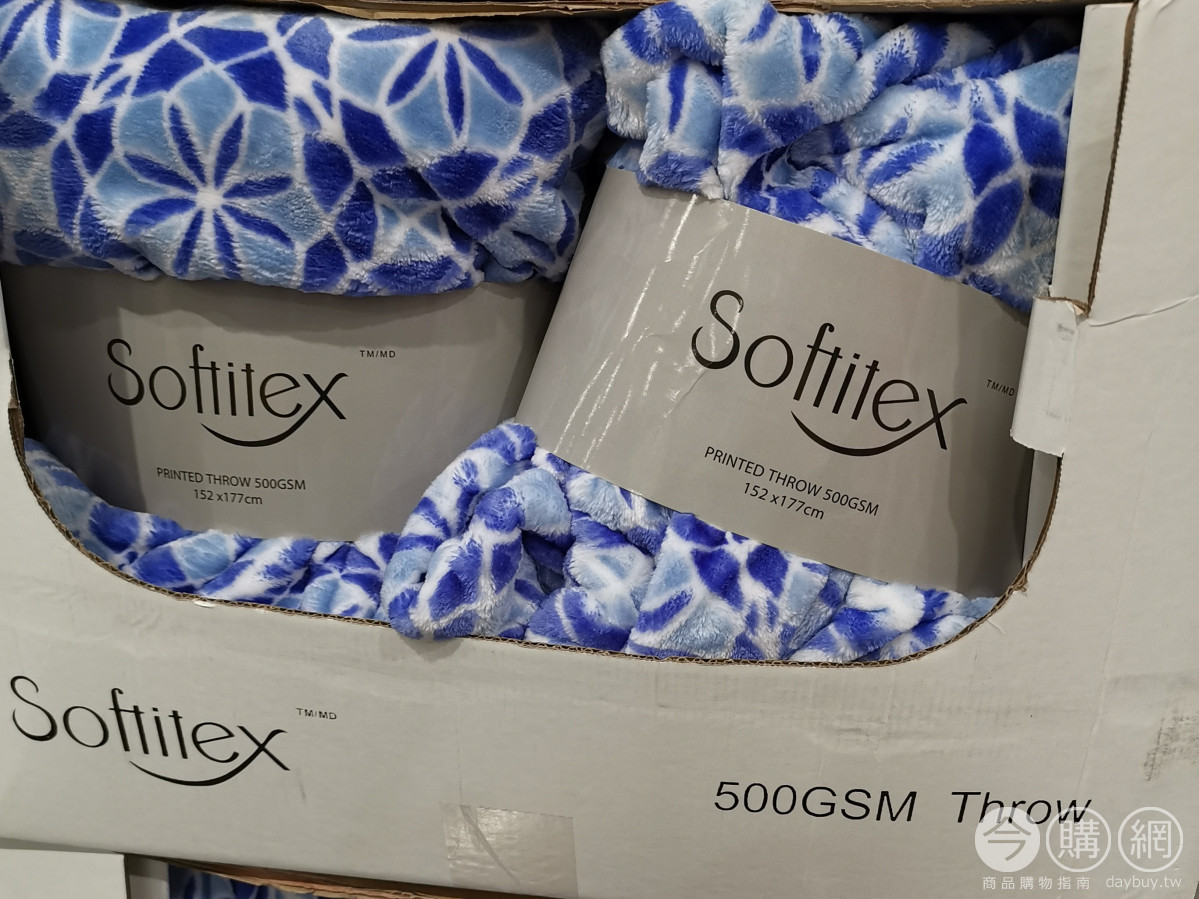 Softitex TM/MD
PRINTED THROW 500GSM
152 x177cm
Softitex TM/MD
PRINTED THROW 500GSM
152 x177cm
Softitex TM/MD
500GSM Throw
今購網
商品購物指南 daybuy.tw